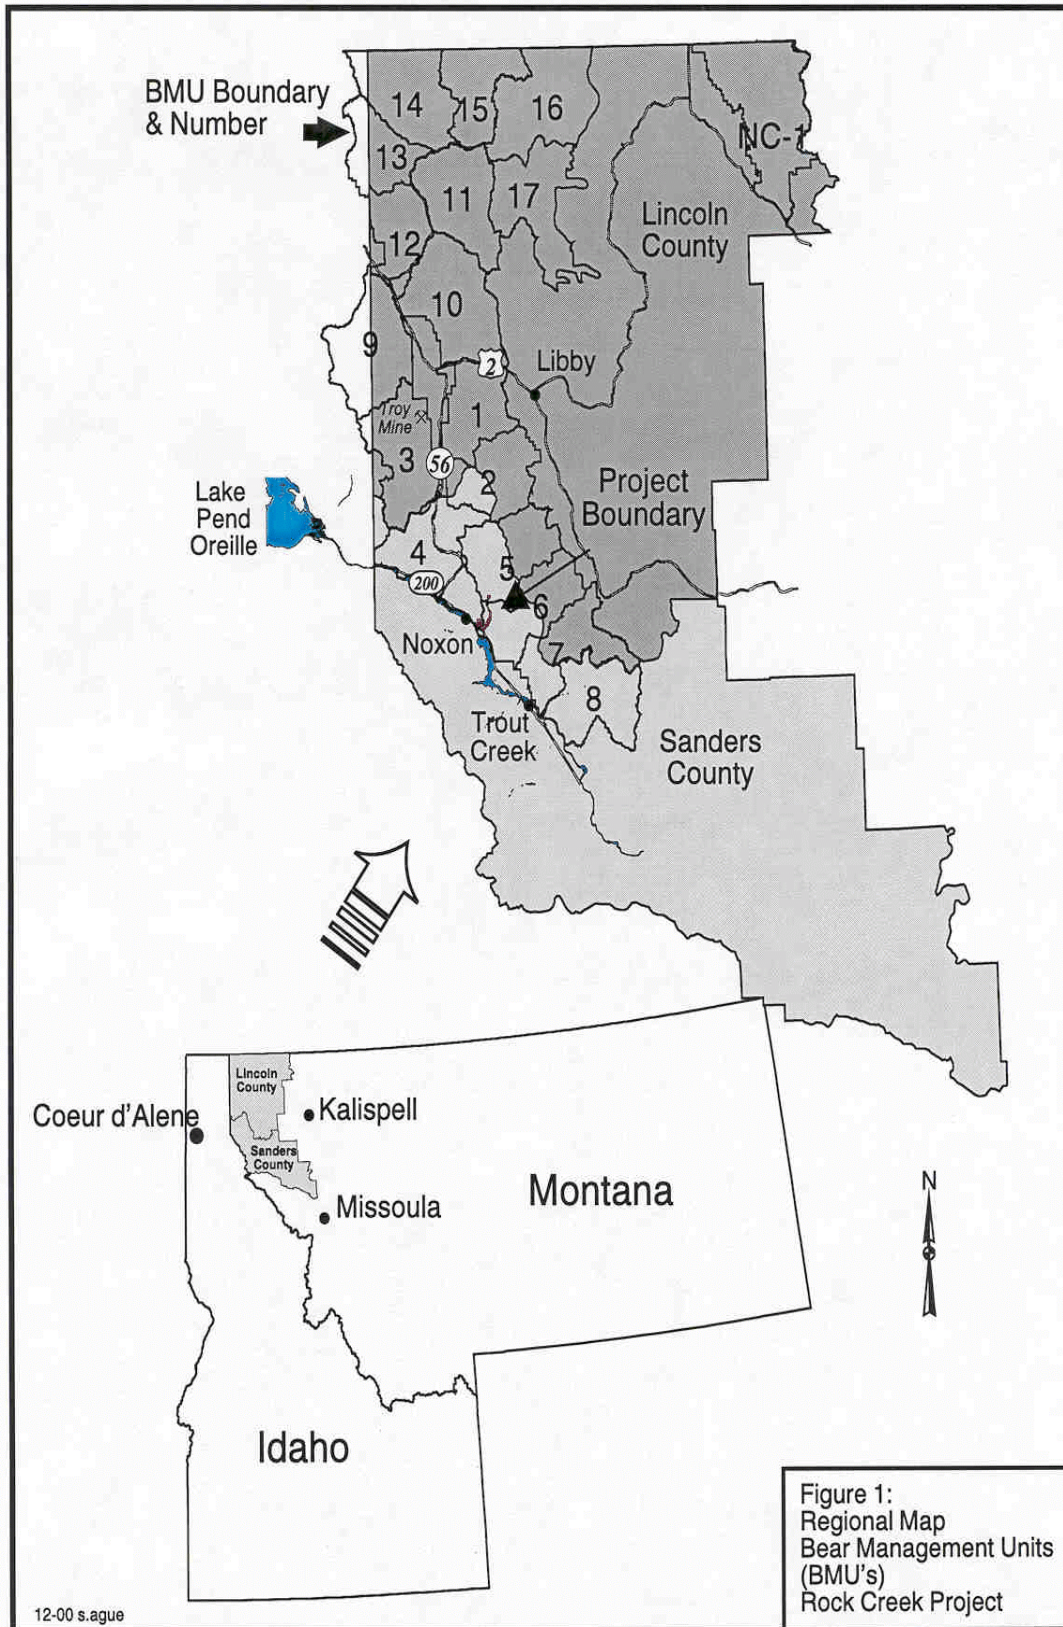 BMU Boundary
& Number
14
15
16
NC-1
13
11
17
Lincoln
County
12
10
9
2
Libby
Troy
Mine
1
3
56
2
Project
Boundary
Lake
Pend
Oreille
4
200
5
6
Noxon
7
8
Trout
Creek
Sanders
County
Lincoln
County
Coeur d'Alene
Kalispell
Sanders
County
Missoula
Montana
N
Idaho
Figure 1:
Regional Map
Bear Management Units
(BMU's)
Rock Creek Project
12-00 s.ague